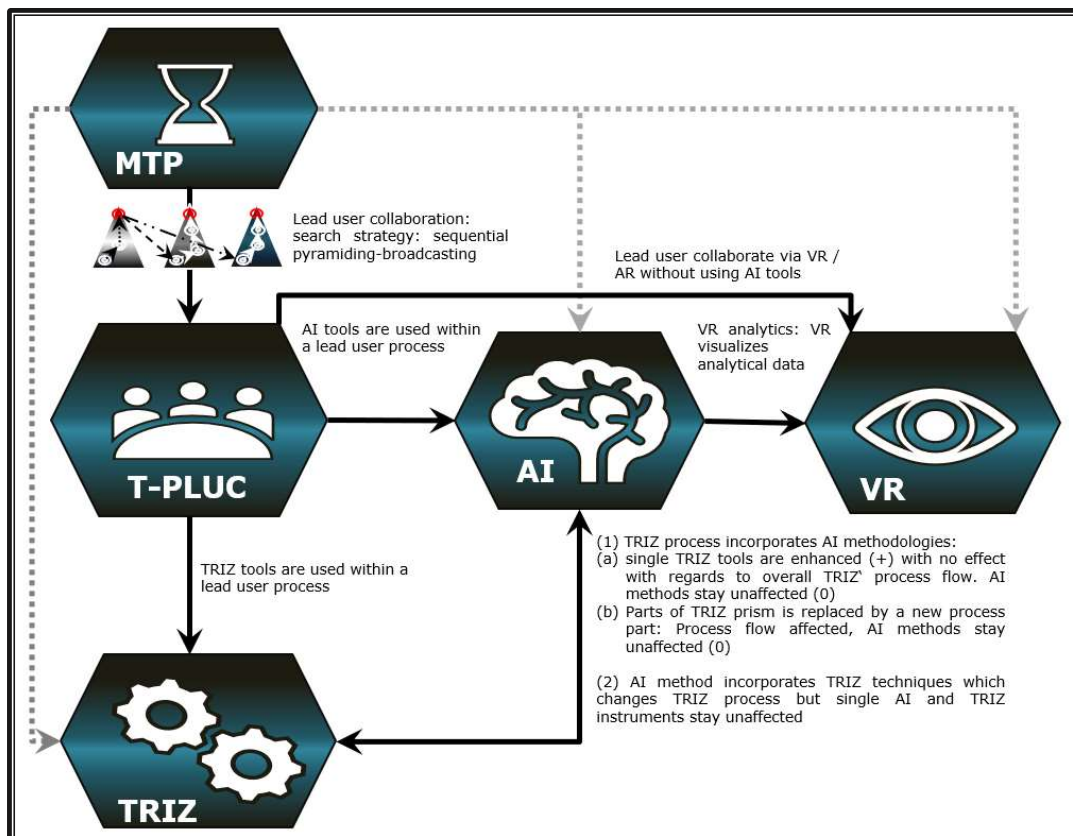 MTP
Lead user collaboration:
search strategy: sequential
pyramiding-broadcasting
Lead user collaborate via VR /
AR without using AI tools
AI tools are used within
a lead user process
VR analytics: VR
visualizes
analytical data
T-PLUC
AI
VR
TRIZ tools are used within a
lead user process
(1) TRIZ process incorporates AI methodologies:
(a) single TRIZ tools are enhanced (+) with no effect
with regards to overall TRIZ‘ process flow. AI
methods stay unaffected (0)
(b) Parts of TRIZ prism is replaced by a new process
part: Process flow affected, AI methods stay
unaffected (0)
(2) AI method incorporates TRIZ techniques which
changes TRIZ process but single AI and TRIZ
instruments stay unaffected
TRIZ